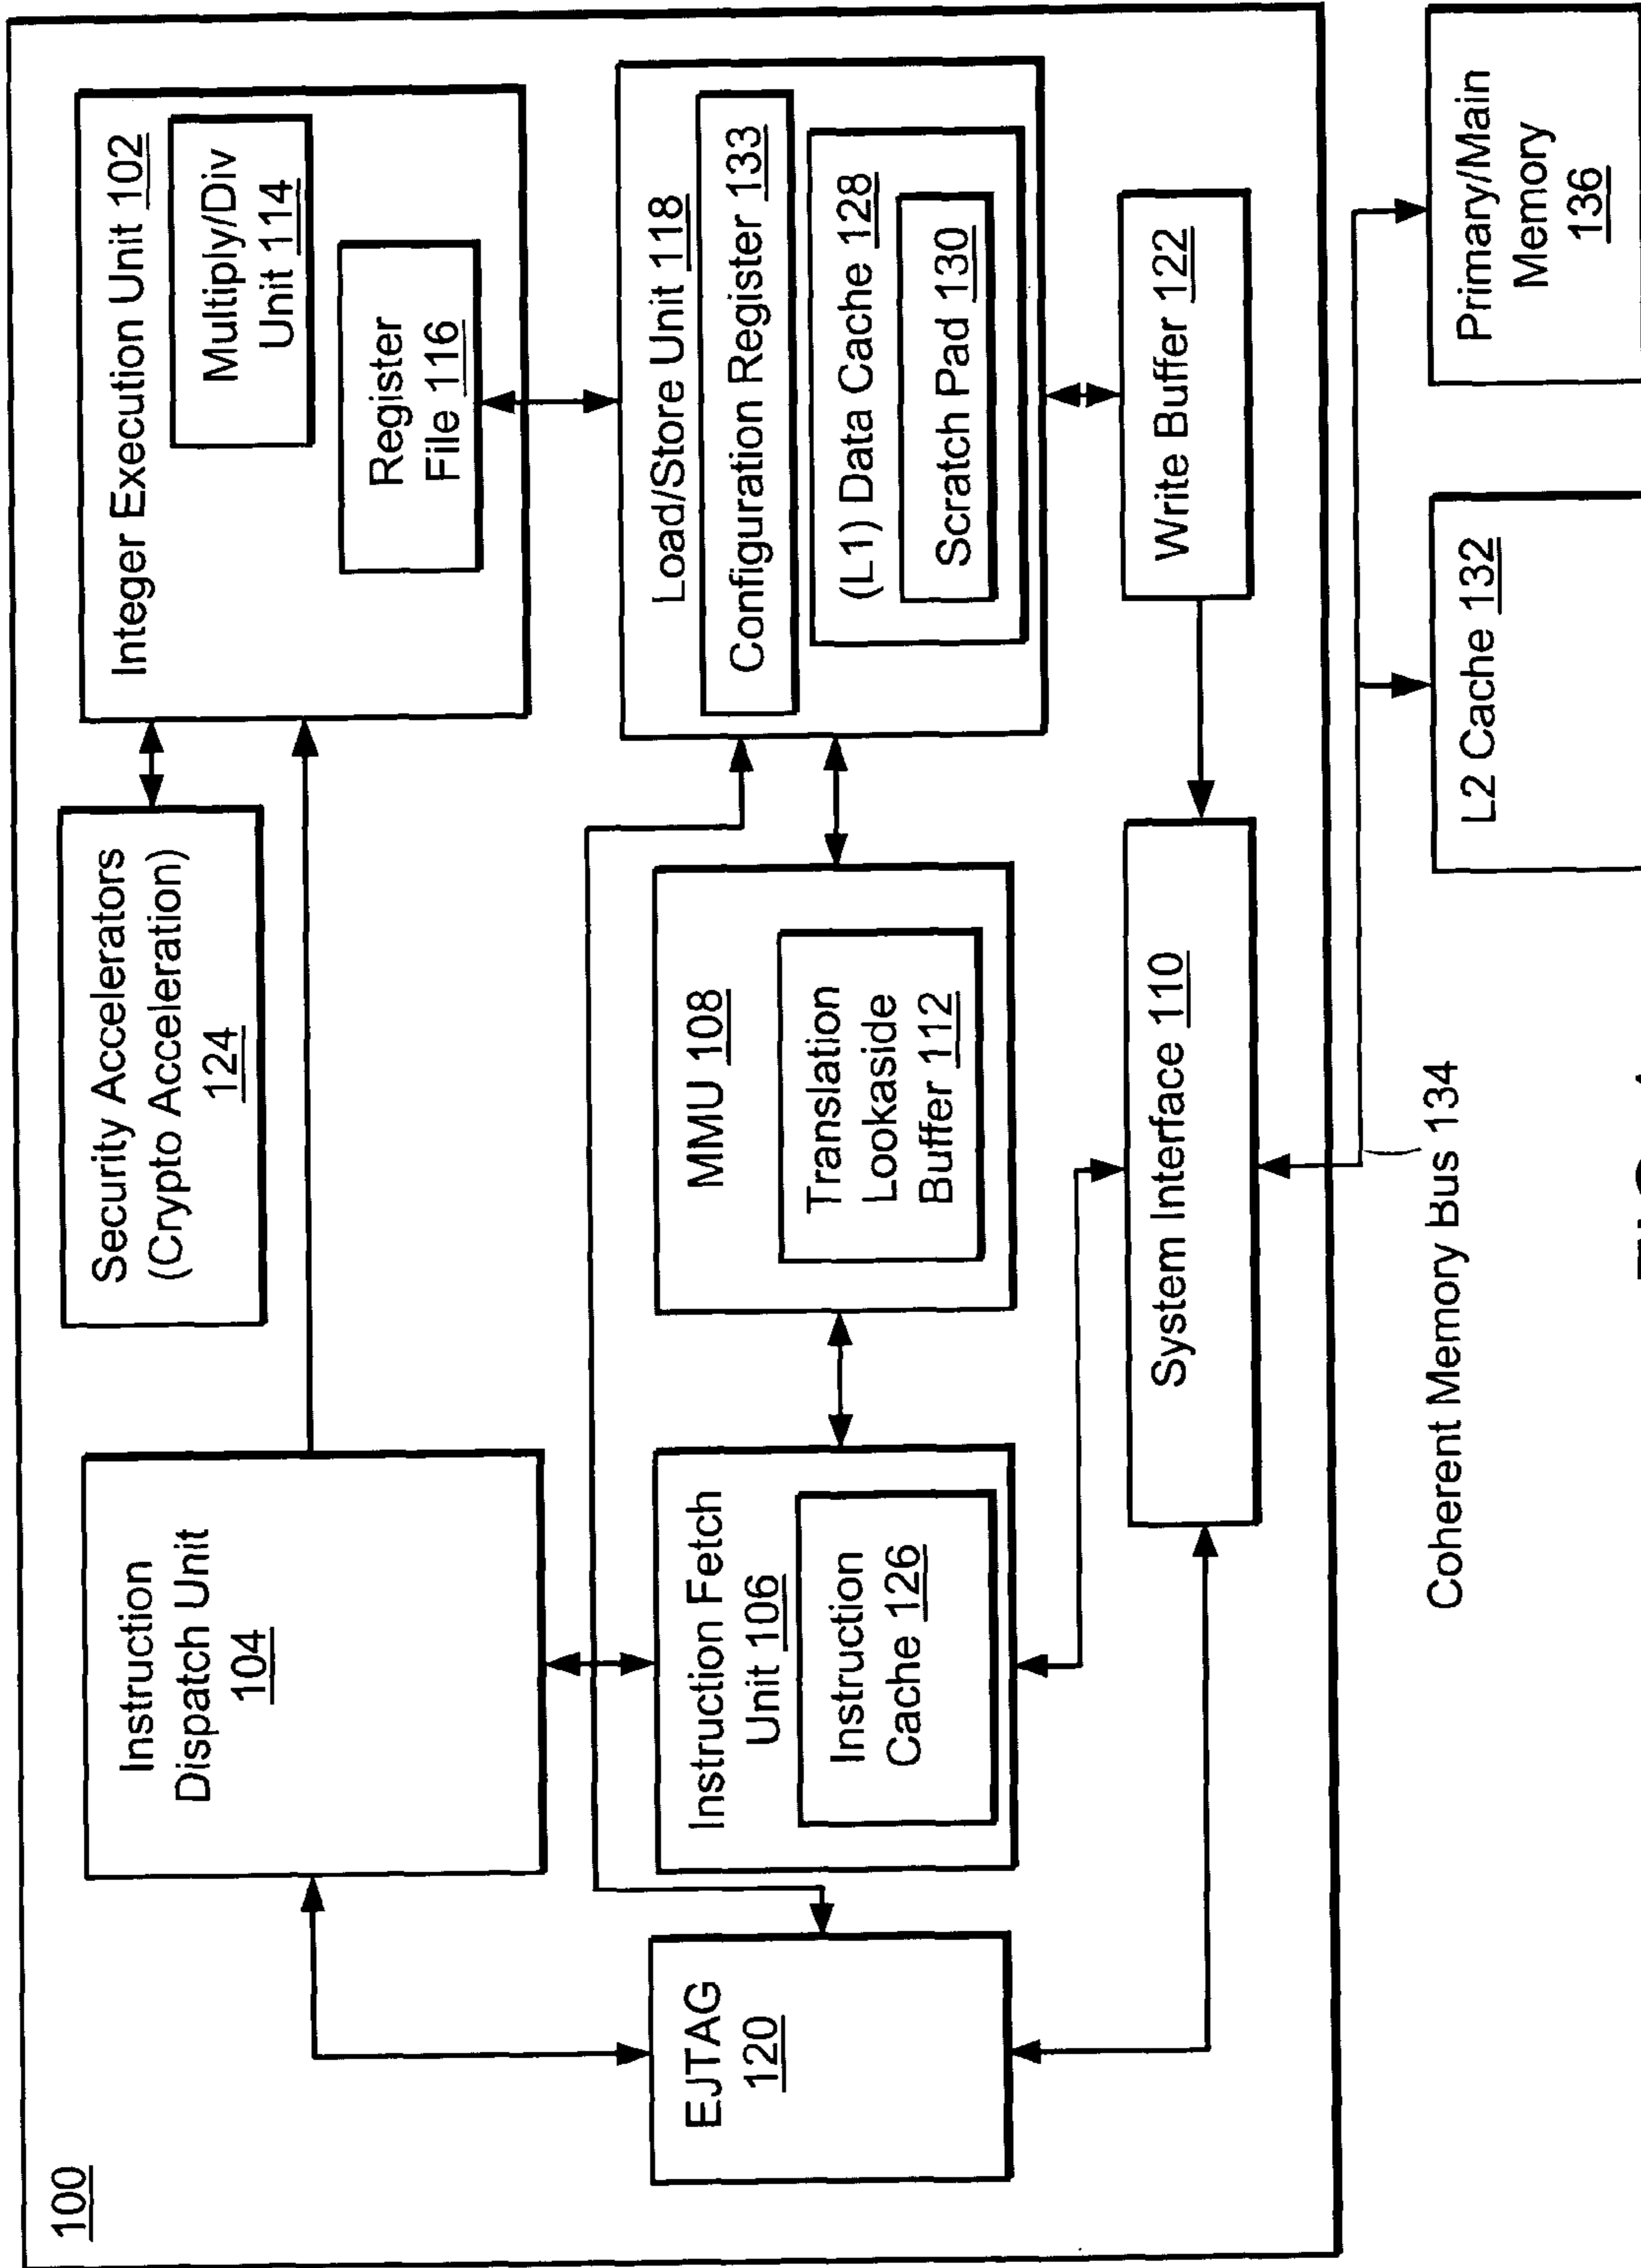 100
Security Accelerators
(Crypto Acceleration)
124
Integer Execution Unit 102
Multiply/Div
Unit 114
Register
File 116
Instruction
Dispatch Unit
104
EJTAG
120
Instruction Fetch
Unit 106
Instruction
Cache 126
MMU 108
Translation
Lookaside
Buffer 112
Load/Store Unit 118
Configuration Register 133
(L1) Data Cache 128
Scratch Pad 130
System Interface 110
Write Buffer 122
Coherent Memory Bus 134
L2 Cache 132
Primary/Main
Memory
136